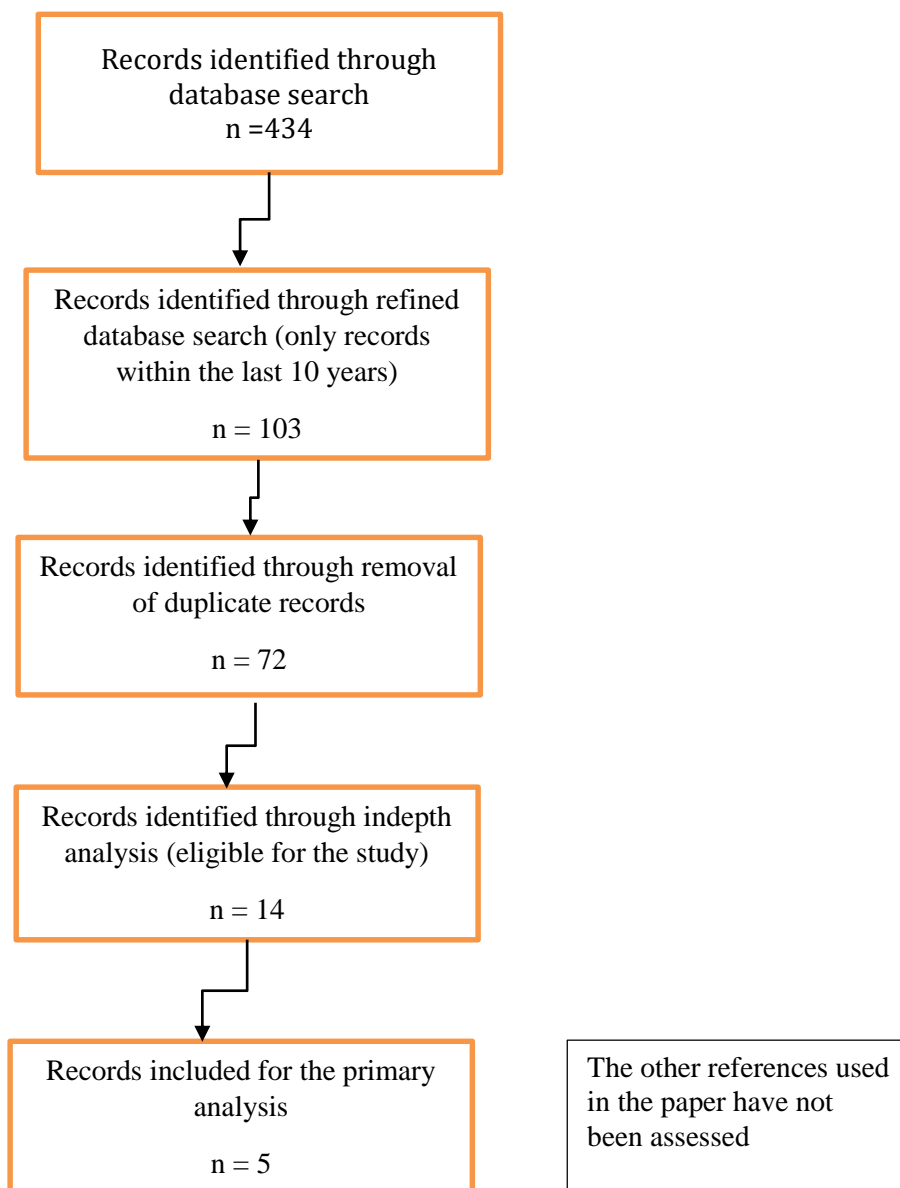 Records identified through
database search
n =434
Records identified through refined
database search (only records
within the last 10 years)
n = 103
Records identified through removal
of duplicate records
n = 72
Records identified through indepth
analysis (eligible for the study)
n = 14
Records included for the primary
analysis
n = 5
The other references used
in the paper have not
been assessed